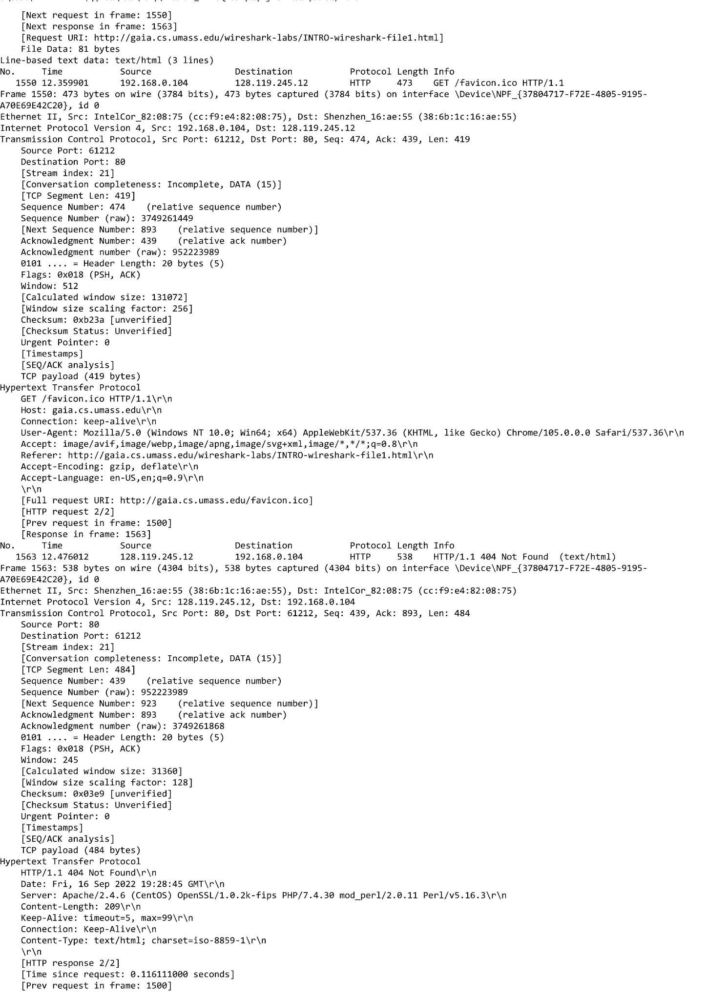 [Next request in frame: 1550]
[Next response in frame: 1563]
[Request URI: http://gaia.cs.umass.edu/wireshark-labs/INTRO-wireshark-file1.html]
File Data: 81 bytes
Line-based text data: text/html (3 lines)
No. Time Source Destination Protocol Length Info
1550 12.359901 192.168.0.104 128.119.245.12 HTTP 473 GET /favicon.ico HTTP/1.1
Frame 1550: 473 bytes on wire (3784 bits), 473 bytes captured (3784 bits) on interface \Device\NPF_{37804717-F72E-4805-9195-
A70E69E42C20}, id 0
Ethernet II, Src: IntelCor_82:08:75 (cc:f9:e4:82:08:75), Dst: Shenzhen_16:ae:55 (38:6b:1c:16:ae:55)
Internet Protocol Version 4, Src: 192.168.0.104, Dst: 128.119.245.12
Transmission Control Protocol, Src Port: 61212, Dst Port: 80, Seq: 474, Ack: 439, Len: 419
Source Port: 61212
Destination Port: 80
[Stream index: 21]
[Conversation completeness: Incomplete, DATA (15)]
[TCP Segment Len: 419]
Sequence Number: 474 (relative sequence number)
Sequence Number (raw): 3749261449
[Next Sequence Number: 893 (relative sequence number)]
Acknowledgment Number: 439 (relative ack number)
Acknowledgment number (raw): 952223989
0101 .... = Header Length: 20 bytes (5)
Flags: 0x018 (PSH, ACK)
Window: 512
[Calculated window size: 131072]
[Window size scaling factor: 256]
Checksum: 0xb23a [unverified]
[Checksum Status: Unverified]
Urgent Pointer: 0
[Timestamps]
[SEQ/ACK analysis]
TCP payload (419 bytes)
Hypertext Transfer Protocol
GET /favicon.ico HTTP/1.1\r\n
Host: gaia.cs.umass.edu\r\n
Connection: keep-alive\r\n
User-Agent: Mozilla/5.0 (Windows NT 10.0; Win64; x64) AppleWebKit/537.36 (KHTML, like Gecko) Chrome/105.0.0.0 Safari/537.36\r\n
Accept: image/avif,image/webp,image/apng,image/svg+xml,image/*,*/*;q=0.8\r\n
Referer: http://gaia.cs.umass.edu/wireshark-labs/INTRO-wireshark-file1.html\r\n
Accept-Encoding: gzip, deflate\r\n
Accept-Language: en-US,en;q=0.9\r\n
\r\n
[Full request URI: http://gaia.cs.umass.edu/favicon.ico]
[HTTP request 2/2]
[Prev request in frame: 1500]
[Response in frame: 1563]
No. Time Source Destination Protocol Length Info
1563 12.476012 128.119.245.12 192.168.0.104 HTTP 538 HTTP/1.1 404 Not Found (text/html)
Frame 1563: 538 bytes on wire (4304 bits), 538 bytes captured (4304 bits) on interface \Device\NPF_{37804717-F72E-4805-9195-
A70E69E42C20}, id 0
Ethernet II, Src: Shenzhen_16:ae:55 (38:6b:1c:16:ae:55), Dst: IntelCor_82:08:75 (cc:f9:e4:82:08:75)
Internet Protocol Version 4, Src: 128.119.245.12, Dst: 192.168.0.104
Transmission Control Protocol, Src Port: 80, Dst Port: 61212, Seq: 439, Ack: 893, Len: 484
Source Port: 80
Destination Port: 61212
[Stream index: 21]
[Conversation completeness: Incomplete, DATA (15)]
[TCP Segment Len: 484]
Sequence Number: 439 (relative sequence number)
Sequence Number (raw): 952223989
[Next Sequence Number: 923 (relative sequence number)]
Acknowledgment Number: 893 (relative ack number)
Acknowledgment number (raw): 3749261868
0101 .... = Header Length: 20 bytes (5)
Flags: 0x018 (PSH, ACK)
Window: 245
[Calculated window size: 31360]
[Window size scaling factor: 128]
Checksum: 0x03e9 [unverified]
[Checksum Status: Unverified]
Urgent Pointer: 0
[Timestamps]
[SEQ/ACK analysis]
TCP payload (484 bytes)
Hypertext Transfer Protocol
HTTP/1.1 404 Not Found\r\n
Date: Fri, 16 Sep 2022 19:28:45 GMT\r\n
Server: Apache/2.4.6 (CentOS) OpenSSL/1.0.2k-fips PHP/7.4.30 mod_perl/2.0.11 Perl/v5.16.3\r\n
Content-Length: 209\r\n
Keep-Alive: timeout=5, max=99\r\n
Connection: Keep-Alive\r\n
Content-Type: text/html; charset=iso-8859-1\r\n
\r\n
[HTTP response 2/2]
[Time since request: 0.116111000 seconds]
[Prev request in frame: 1500]